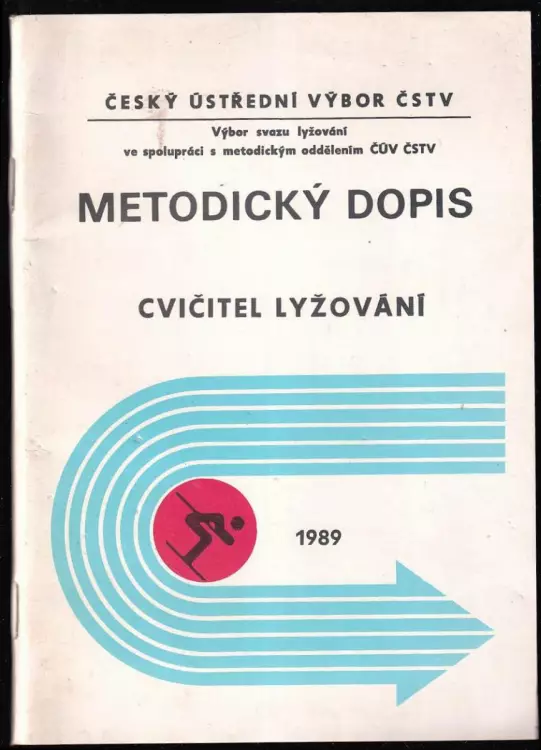 ČESKÝ ÚSTŘEDNÍ VÝBOR ČSTV
Výbor svazu lyžování
ve spolupráci s metodickým oddělením ČÚV ČSTV
METODICKÝ DOPIS
CVIČITEL LYŽOVÁNÍ
1989